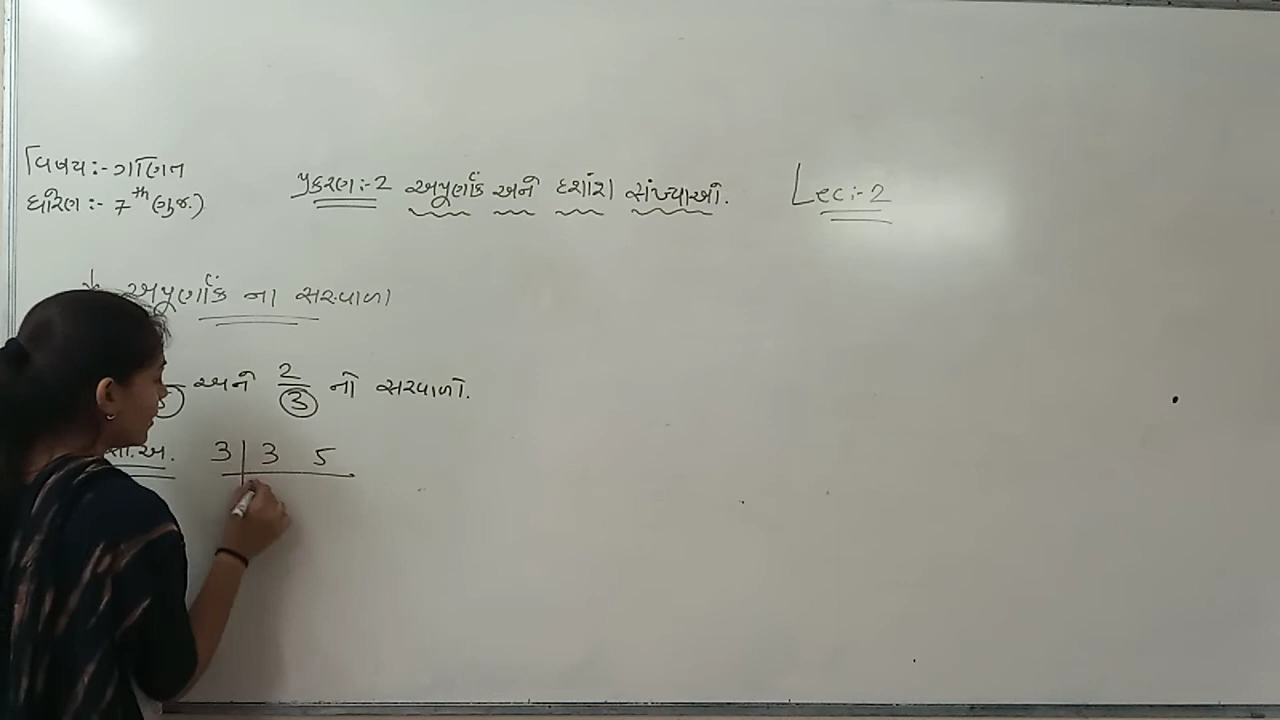 વિષય:- ગણિત
ધોરણ:- 7th (ગુજ.)
પ્રકરણ:-2 અપૂર્ણાંક અને દશાંશ સંખ્યાઓ.
Lec:-2
* અપૂર્ણાંક ના સરવાળા
અને 2/3 નો સરવાળો.
.સા.અ. 3 | 3 5